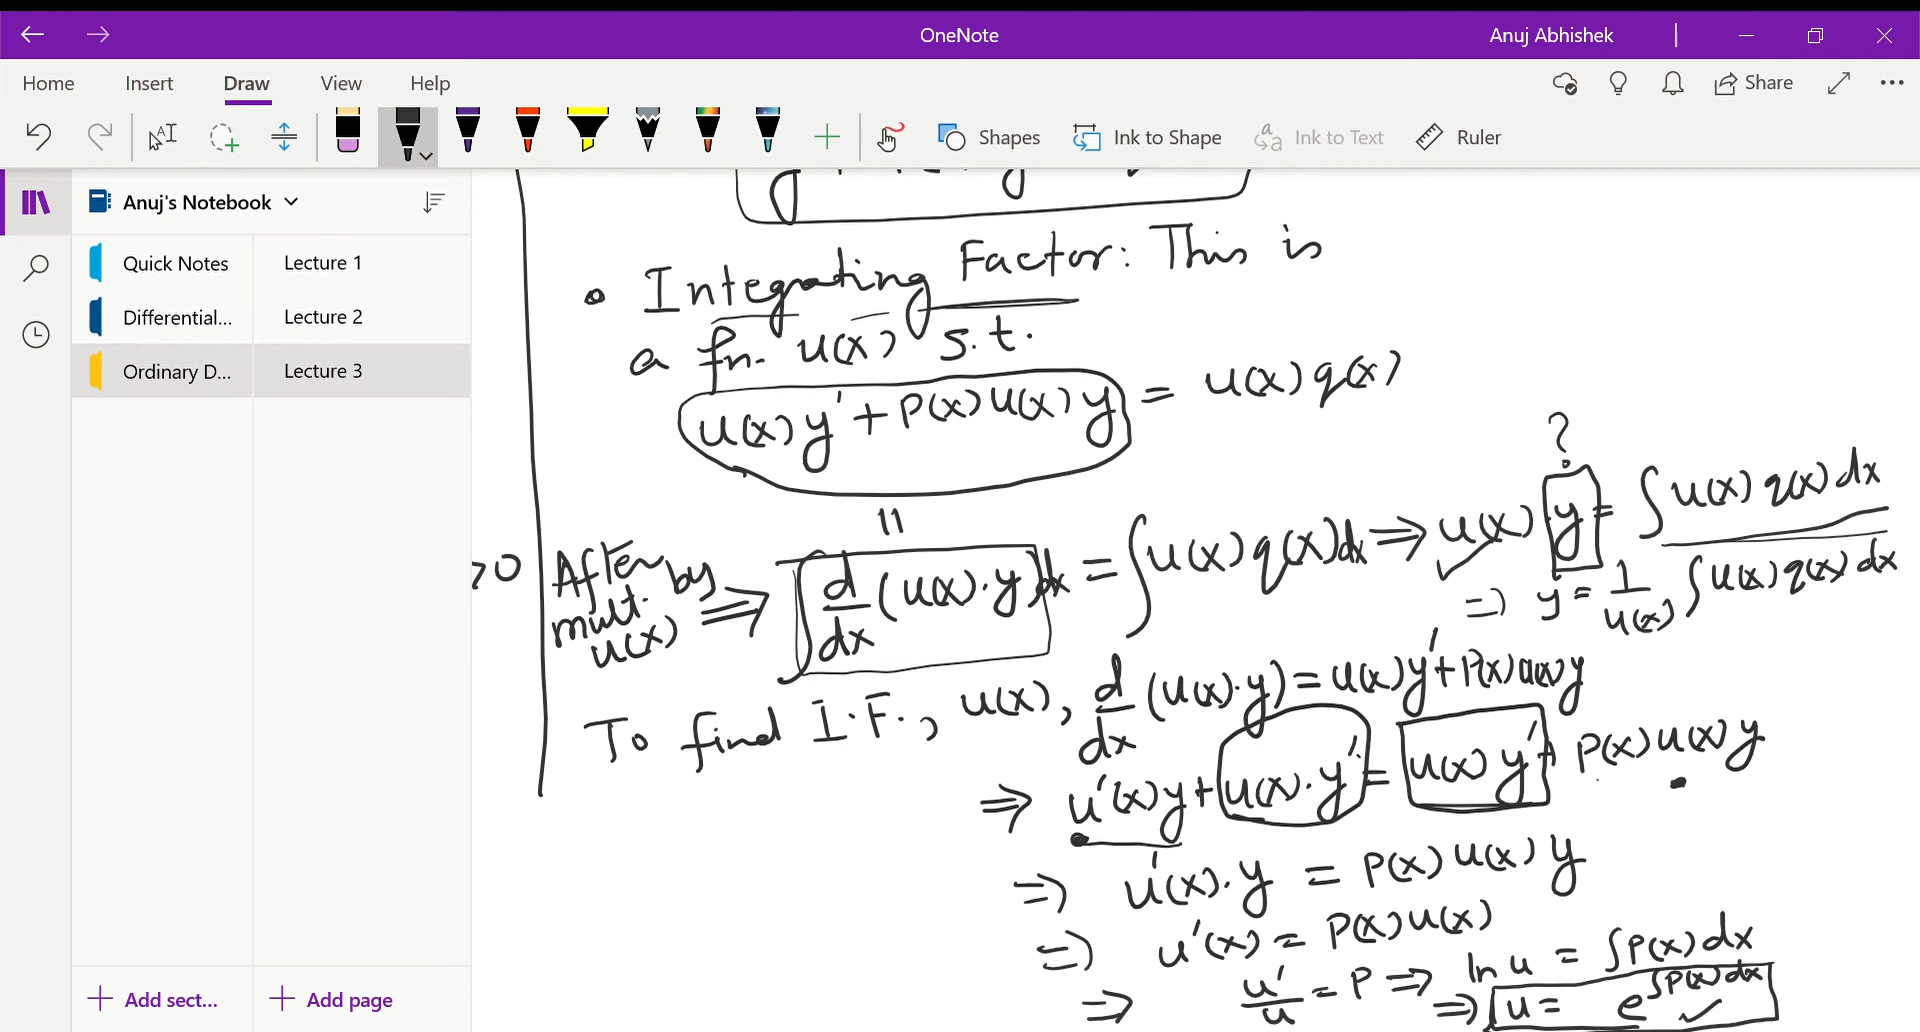 OneNote
Anuj Abhishek
Home Insert Draw View Help
Share
Shapes
Ink to Shape
Ink to Text
Ruler
Anuj's Notebook
Quick Notes
Differential...
Ordinary D...
Lecture 1
Lecture 2
Lecture 3
Add sect...
Add page
• Integrating Factor: This is
a fn. u(x) s.t.
u(x) y' + P(x) u(x) y = u(x) q(x)
=
?
After mult. by u(x) ⇒ ∫ d/dx (u(x)·y) dx = ∫ u(x) q(x) dx ⇒ u(x) y = ∫ u(x) q(x) dx
⇒ y = 1/u(x) ∫ u(x) q(x) dx
To find I.F., u(x), d/dx (u(x)·y) = u(x) y' + P(x) u(x) y
⇒ u'(x) y + u(x)·y' = u(x) y' + P(x) u(x) y
⇒ u'(x)·y = P(x) u(x) y
⇒ u'(x) = P(x) u(x)
⇒ u'/u = P ⇒ ln u = ∫ P(x) dx
⇒ u = e^∫P(x) dx